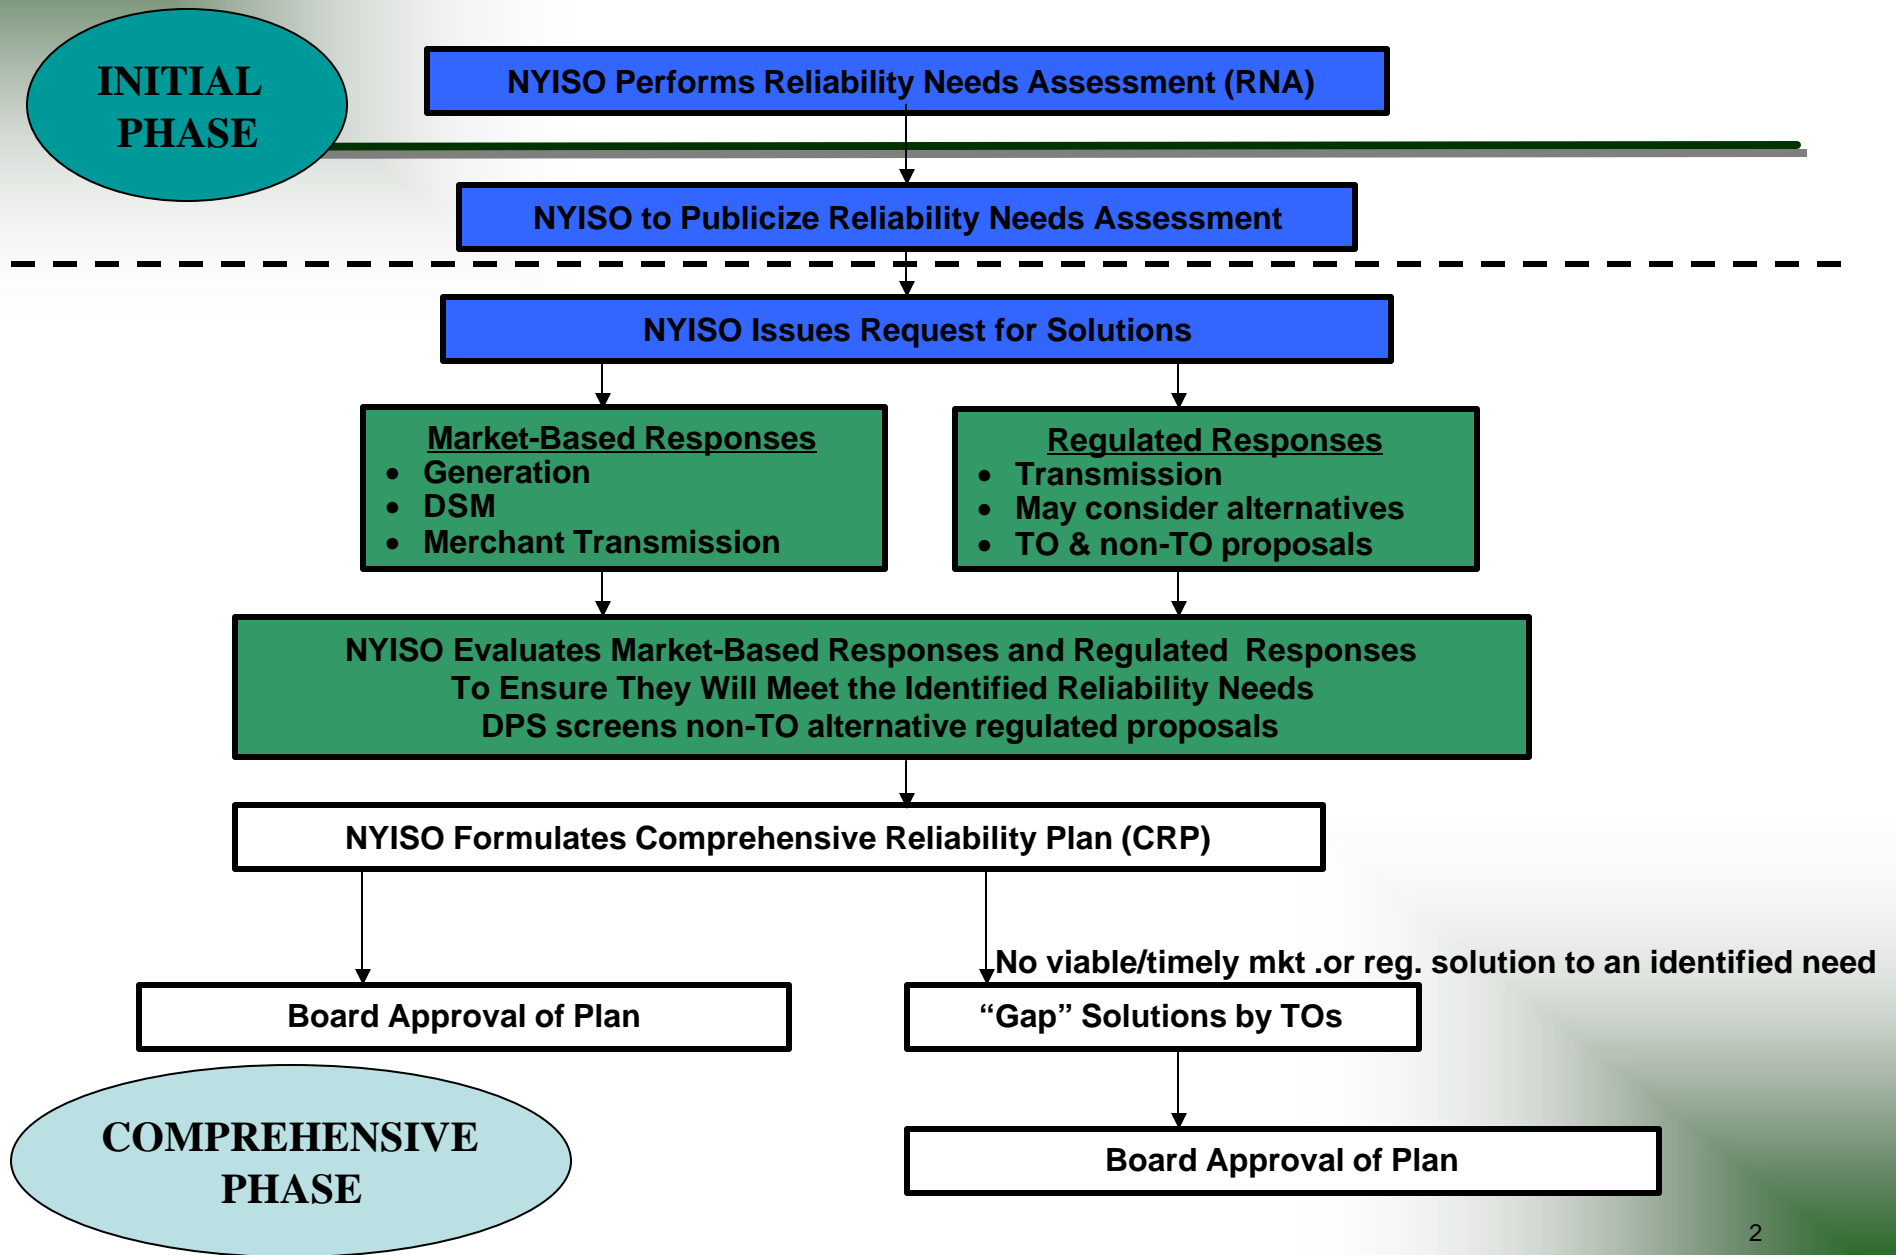 INITIAL
PHASE
NYISO Performs Reliability Needs Assessment (RNA)
NYISO to Publicize Reliability Needs Assessment
NYISO Issues Request for Solutions
Market-Based Responses
• Generation
• DSM
• Merchant Transmission
Regulated Responses
• Transmission
• May consider alternatives
• TO & non-TO proposals
NYISO Evaluates Market-Based Responses and Regulated Responses
To Ensure They Will Meet the Identified Reliability Needs
DPS screens non-TO alternative regulated proposals
NYISO Formulates Comprehensive Reliability Plan (CRP)
No viable/timely mkt .or reg. solution to an identified need
Board Approval of Plan
“Gap” Solutions by TOs
COMPREHENSIVE
PHASE
Board Approval of Plan
2